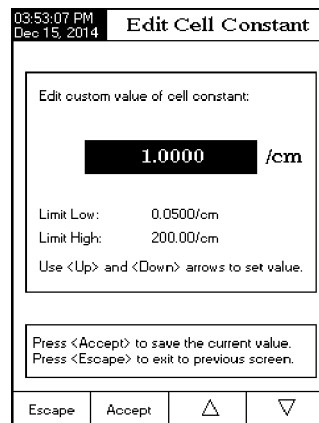 03:53:07 PM
Dec 15, 2014
Edit Cell Constant
Edit custom value of cell constant:
1.0000 /cm
Limit Low: 0.0500/cm
Limit High: 200.00/cm
Use <Up> and <Down> arrows to set value.
Press <Accept> to save the current value.
Press <Escape> to exit to previous screen.
Escape Accept △ ▽